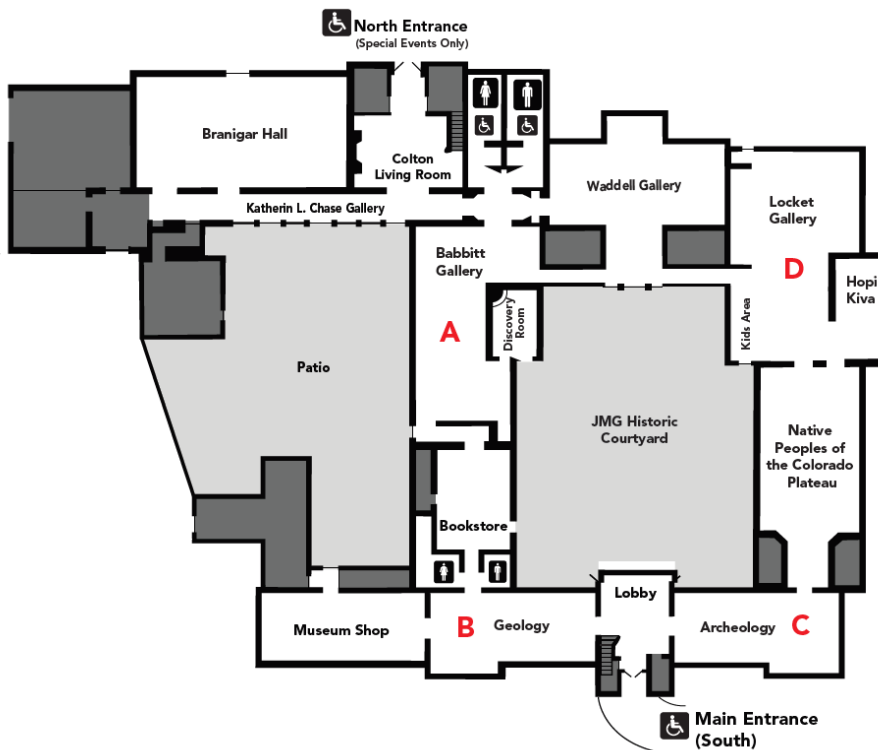 North Entrance
(Special Events Only)
Branigar Hall
Colton
Living Room
Waddell Gallery
Locket
Gallery
Katherin L. Chase Gallery
Babbitt
Gallery
D
Hopi
Kiva
Discovery
Room
Kids Area
A
Patio
JMG Historic
Courtyard
Native
Peoples of
the Colorado
Plateau
Bookstore
Lobby
Museum Shop
B
Geology
Archeology
C
Main Entrance
(South)